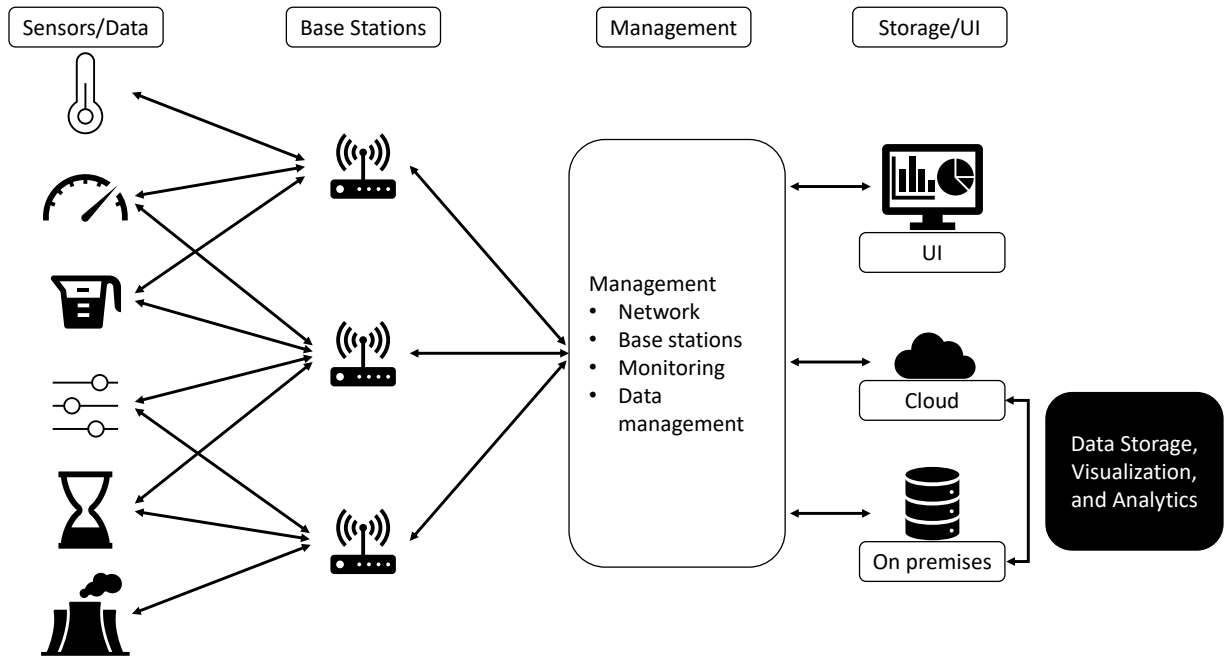 Sensors/Data
Base Stations
Management
Storage/UI
Management
• Network
• Base stations
• Monitoring
• Data
management
UI
Cloud
On premises
Data Storage,
Visualization,
and Analytics